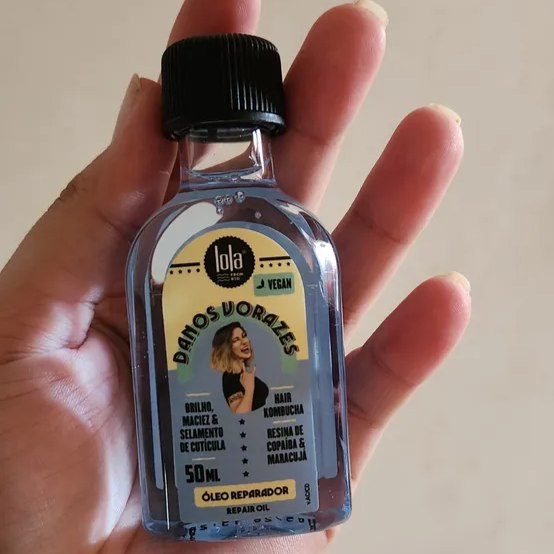 lola
FROM
RIO
VEGAN
DANOS VORAZES
BRILHO,
MACIEZ &
SELAMENTO
DE CUTÍCULA
HAIR
KOMBUCHA
RESINA DE
COPAÍBA &
MARACUJÁ
50ML
ÓLEO REPARADOR
REPAIR OIL